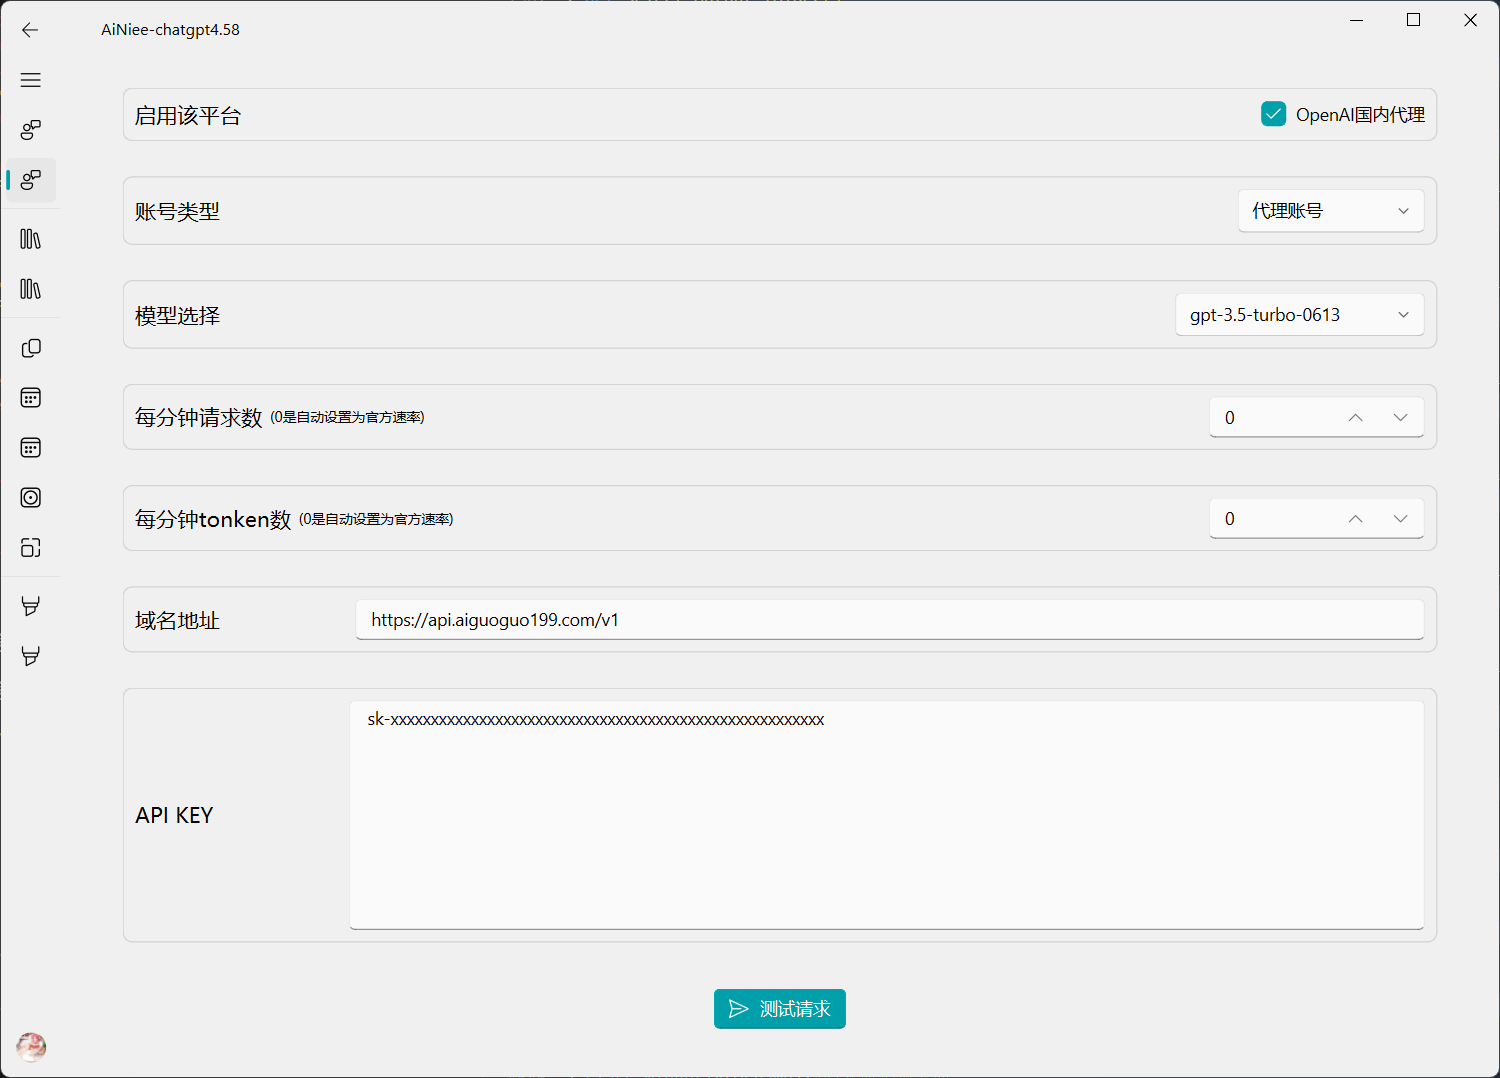 AiNiee-chatgpt4.58
启用该平台
OpenAI国内代理
账号类型
代理账号
模型选择
gpt-3.5-turbo-0613
每分钟请求数 (0是自动设置为官方速率)
0
每分钟tonken数 (0是自动设置为官方速率)
0
域名地址
https://api.aiguoguo199.com/v1
API KEY
sk-xxxxxxxxxxxxxxxxxxxxxxxxxxxxxxxxxxxxxxxxxxxxxxxxxxxxxx
测试请求